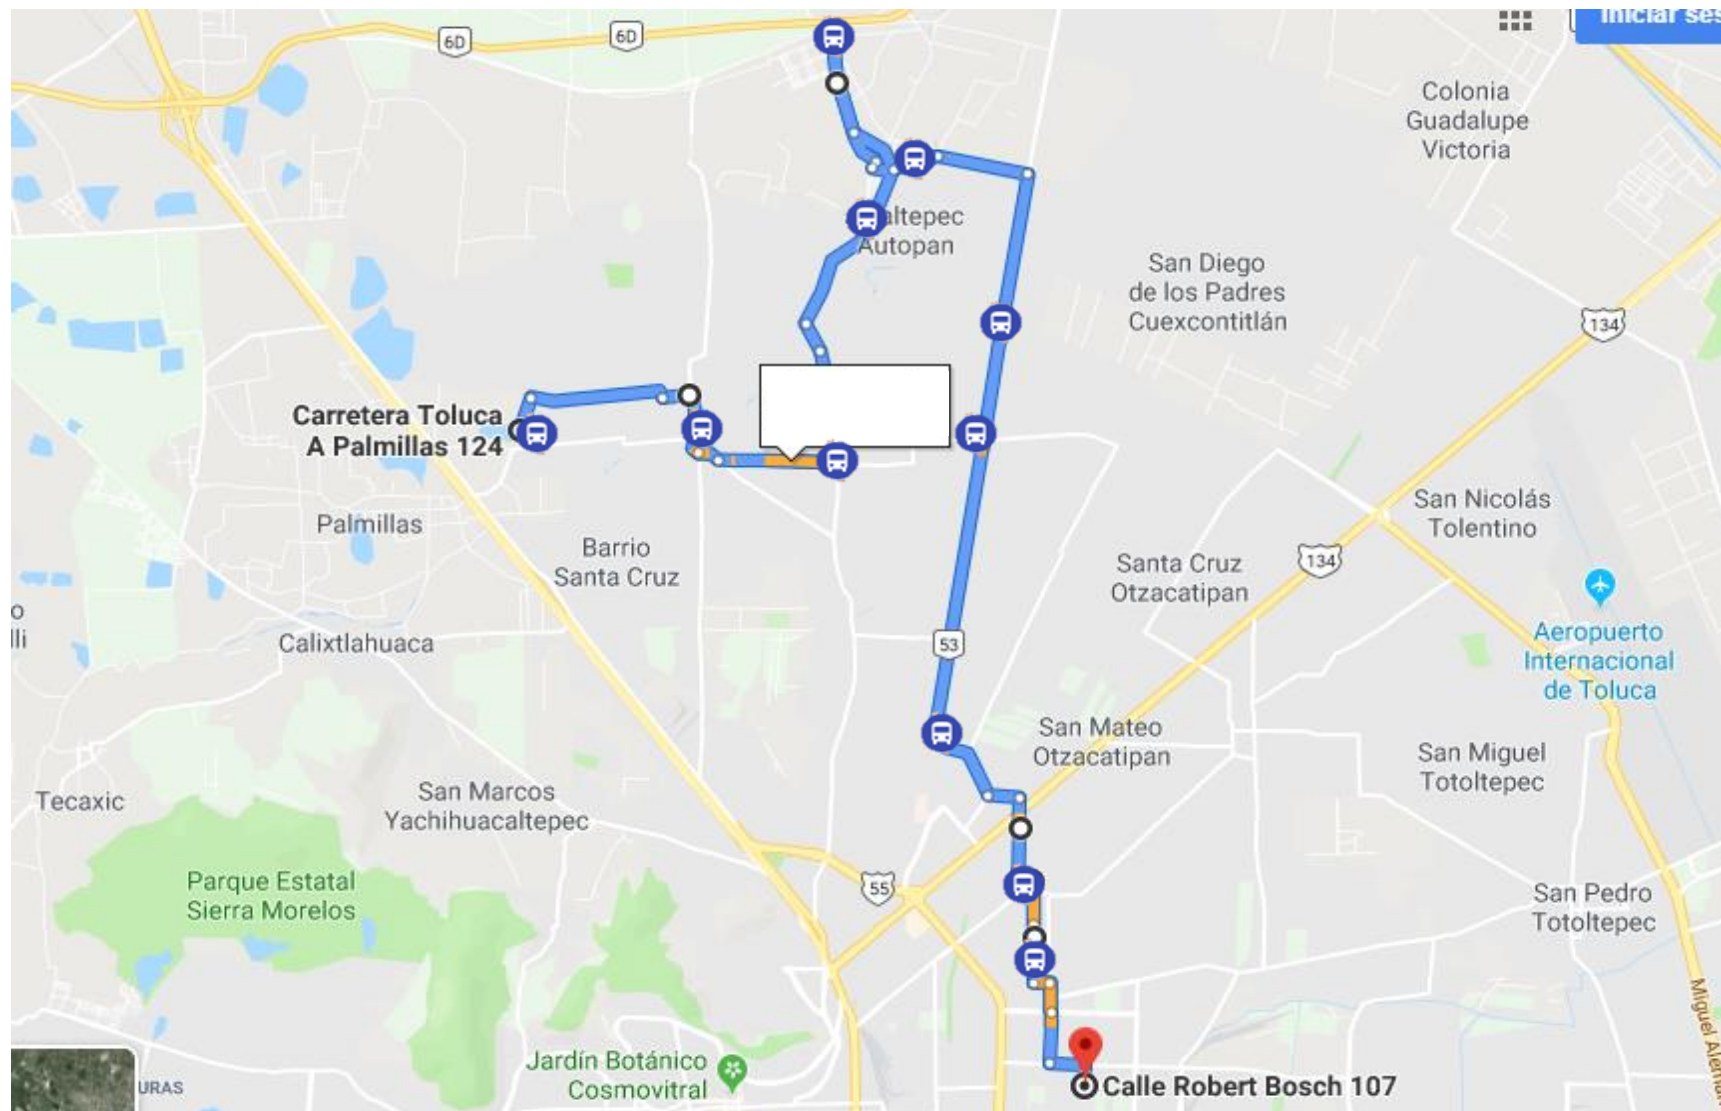 Iniciar ses
6D
6D
Colonia
Guadalupe
Victoria
altepec
Autopan
San Diego
de los Padres
Cuexcontitlán
134
Carretera Toluca
A Palmillas 124
Palmillas
San Nicolás
Tolentino
Barrio
Santa Cruz
Santa Cruz
Otzacatipan
134
o
lli
Calixtlahuaca
53
Aeropuerto
Internacional
de Toluca
San Mateo
Otzacatipan
San Miguel
Totoltepec
Tecaxic
San Marcos
Yachihuacaltepec
Parque Estatal
Sierra Morelos
55
San Pedro
Totoltepec
Miguel Alemán
Jardín Botánico
Cosmovitral
URAS
Calle Robert Bosch 107